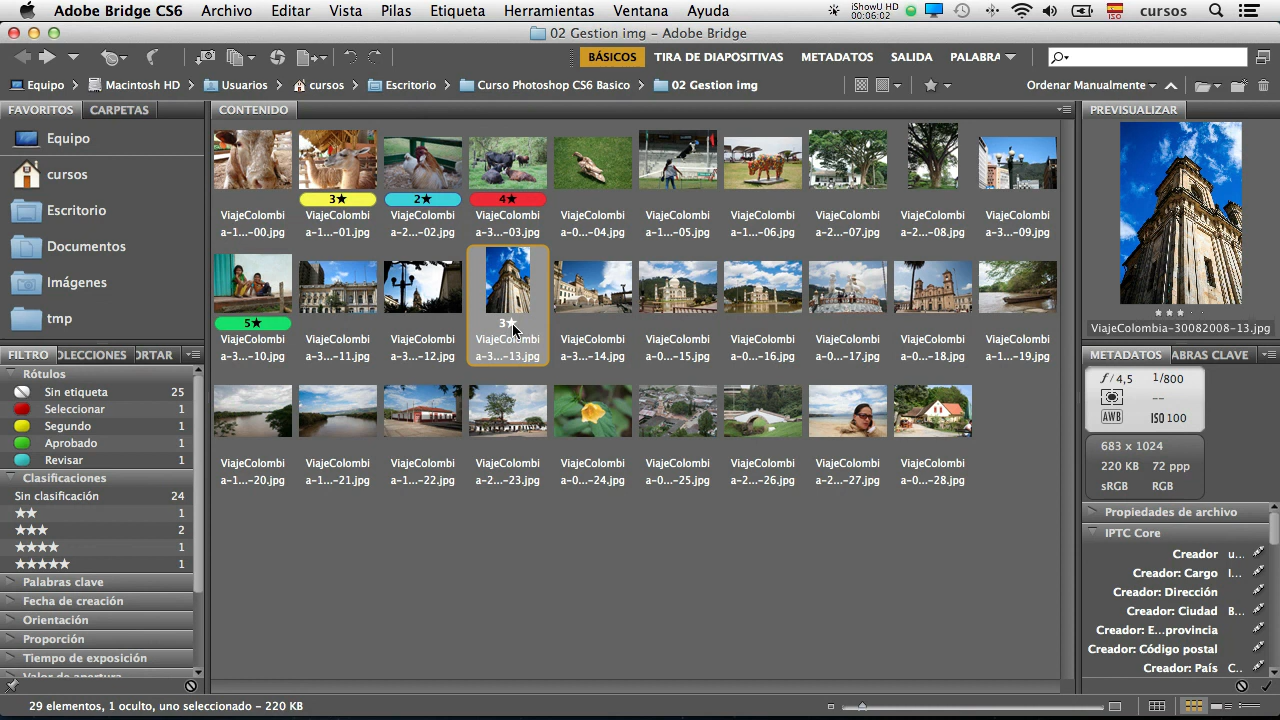 Adobe Bridge CS6 Archivo Editar Vista Pilas Etiqueta Herramientas Ventana Ayuda iShowU HD 00:06:02 ISO cursos
02 Gestion img – Adobe Bridge
BÁSICOS TIRA DE DIAPOSITIVAS METADATOS SALIDA PALABRA
Equipo Macintosh HD Usuarios cursos Escritorio Curso Photoshop CS6 Basico 02 Gestion img Ordenar Manualmente
FAVORITOS CARPETAS
Equipo
cursos
Escritorio
Documentos
Imágenes
tmp
FILTRO OLECCIONES ORTAR
Rótulos
Sin etiqueta 25
Seleccionar 1
Segundo 1
Aprobado 1
Revisar 1
Clasificaciones
Sin clasificación 24
★★ 1
★★★ 2
★★★★ 1
★★★★★ 1
Palabras clave
Fecha de creación
Orientación
Proporción
Tiempo de exposición
Valor de apertura
CONTENIDO
3★ 2★ 4★
ViajeColombi ViajeColombi ViajeColombi ViajeColombi ViajeColombi ViajeColombi ViajeColombi ViajeColombi ViajeColombi ViajeColombi
a-1...-00.jpg a-1...-01.jpg a-2...-02.jpg a-3...-03.jpg a-0...-04.jpg a-1...-05.jpg a-1...-06.jpg a-2...-07.jpg a-2...-08.jpg a-3...-09.jpg
5★ 3★
ViajeColombi ViajeColombi ViajeColombi ViajeColombi ViajeColombi ViajeColombi ViajeColombi ViajeColombi ViajeColombi ViajeColombi
a-3...-10.jpg a-3...-11.jpg a-3...-12.jpg a-3...-13.jpg a-3...-14.jpg a-0...-15.jpg a-0...-16.jpg a-0...-17.jpg a-0...-18.jpg a-1...-19.jpg
ViajeColombi ViajeColombi ViajeColombi ViajeColombi ViajeColombi ViajeColombi ViajeColombi ViajeColombi ViajeColombi
a-1...-20.jpg a-1...-21.jpg a-1...-22.jpg a-2...-23.jpg a-0...-24.jpg a-0...-25.jpg a-2...-26.jpg a-2...-27.jpg a-0...-28.jpg
PREVISUALIZAR
★★★
ViajeColombia-30082008-13.jpg
METADATOS ABRAS CLAVE
f/4,5 1/800
--
AWB ISO100
683 x 1024
220 KB 72 ppp
sRGB RGB
Propiedades de archivo
IPTC Core
Creador u...
Creador: Cargo I...
Creador: Dirección
Creador: Ciudad B...
Creador: E...provincia
Creador: Código postal
Creador: País C..
29 elementos, 1 oculto, uno seleccionado – 220 KB